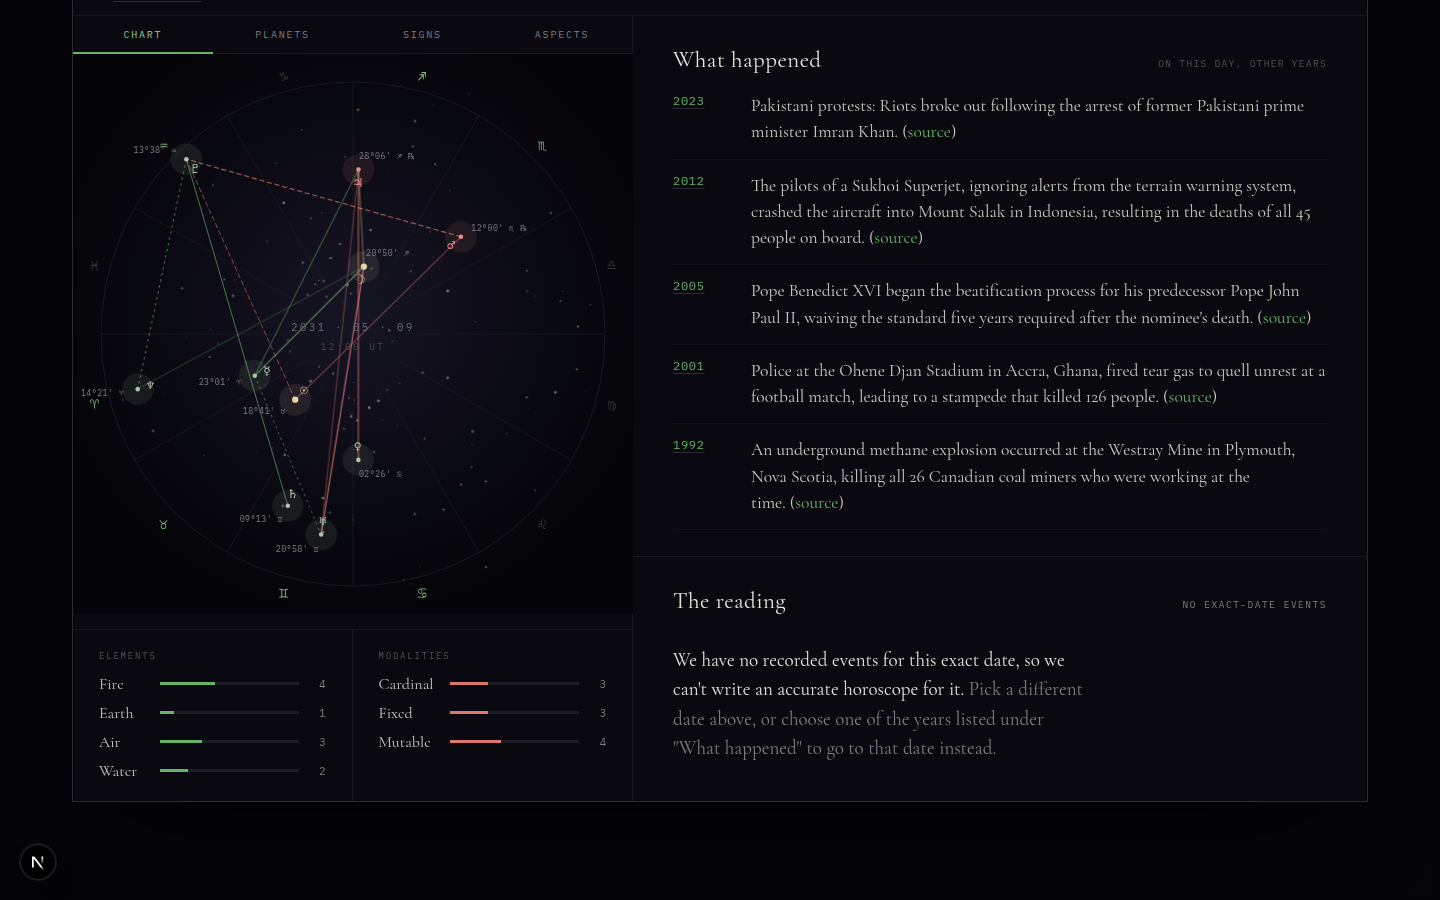 CHART
PLANETS
SIGNS
ASPECTS
♑
♐
♒
♏
♓
♎
♈
♍
♉
♌
♊
♋
13°38' ♒
♇
28°06' ♐ ℞
♃
12°00' ♏ ℞
♂
20°50' ♐
☽
2031 · 05 · 09
UT
14°21' ♈
♆
23°01' ♈
☿
18°41' ♉
☉
♀
02°26' ♋
♄
09°13' ♊
♅
20°58' ♊
ELEMENTS
Fire 4
Earth 1
Air 3
Water 2
MODALITIES
Cardinal 3
Fixed 3
Mutable 4
What happened
ON THIS DAY, OTHER YEARS
2023
Pakistani protests: Riots broke out following the arrest of former Pakistani prime
minister Imran Khan. (source)
2012
The pilots of a Sukhoi Superjet, ignoring alerts from the terrain warning system,
crashed the aircraft into Mount Salak in Indonesia, resulting in the deaths of all 45
people on board. (source)
2005
Pope Benedict XVI began the beatification process for his predecessor Pope John
Paul II, waiving the standard five years required after the nominee's death. (source)
2001
Police at the Ohene Djan Stadium in Accra, Ghana, fired tear gas to quell unrest at a
football match, leading to a stampede that killed 126 people. (source)
1992
An underground methane explosion occurred at the Westray Mine in Plymouth,
Nova Scotia, killing all 26 Canadian coal miners who were working at the
time. (source)
The reading
NO EXACT-DATE EVENTS
We have no recorded events for this exact date, so we
can't write an accurate horoscope for it. Pick a different
date above, or choose one of the years listed under
"What happened" to go to that date instead.
N